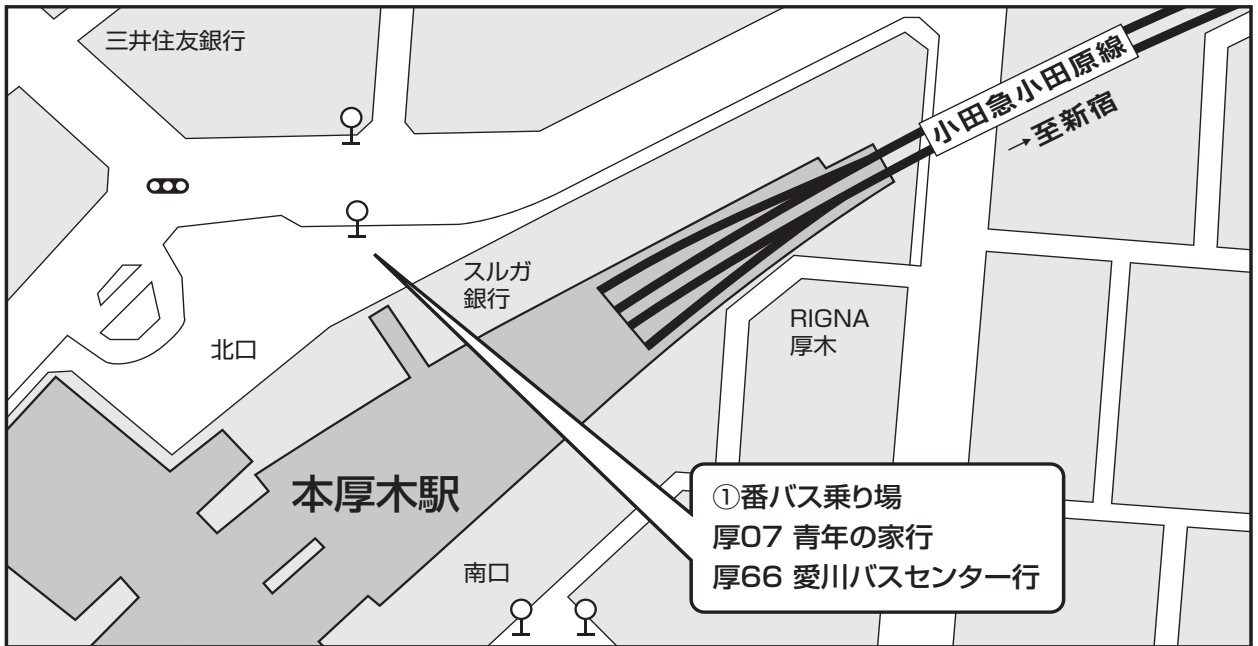 三井住友銀行
小田急小田原線
→至新宿
スルガ
銀行
RIGNA
厚木
北口
本厚木駅
①番バス乗り場
厚07 青年の家行
厚66 愛川バスセンター行
南口